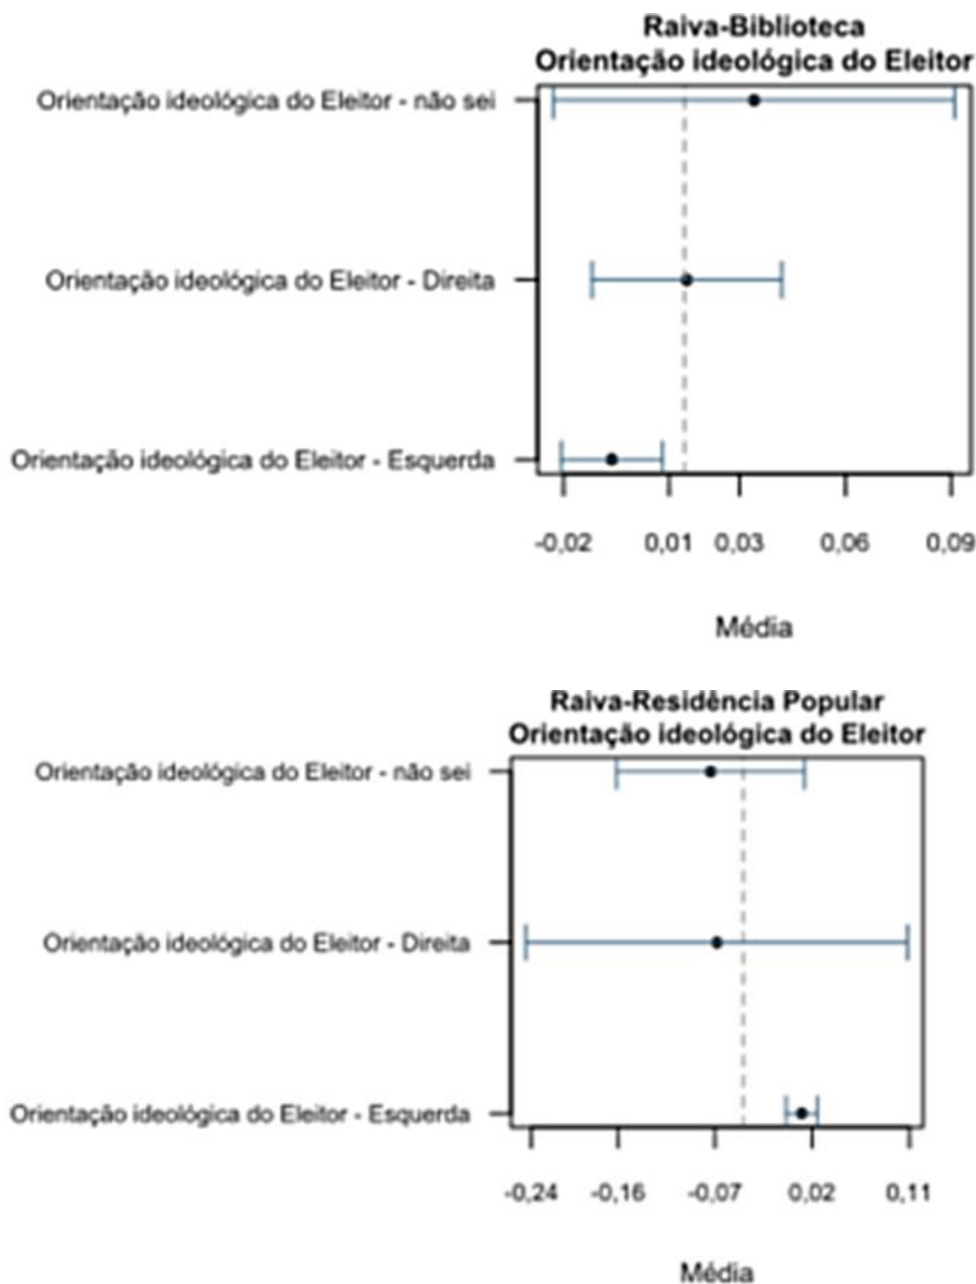 Raiva-Biblioteca
Orientação ideológica do Eleitor
Orientação ideológica do Eleitor - não sei
Orientação ideológica do Eleitor - Direita
Orientação ideológica do Eleitor - Esquerda
-0,02 0,01 0,03 0,06 0,09
Média
Raiva-Residência Popular
Orientação ideológica do Eleitor
Orientação ideológica do Eleitor - não sei
Orientação ideológica do Eleitor - Direita
Orientação ideológica do Eleitor - Esquerda
-0,24 -0,16 -0,07 0,02 0,11
Média